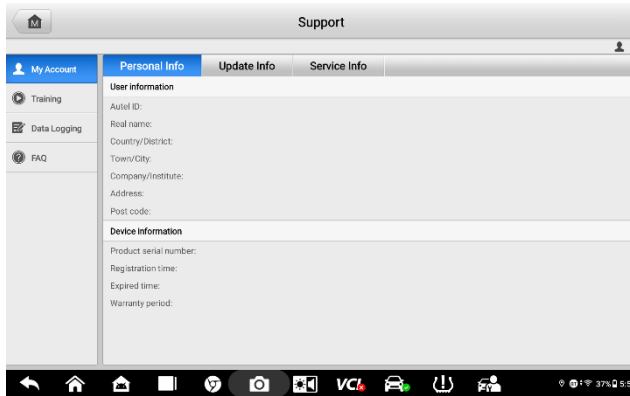 M
Support
My Account
Training
Data Logging
FAQ
Personal Info Update Info Service Info
User information
Autel ID:
Real name:
Country/District:
Town/City:
Company/Institute:
Address:
Post code:
Device information
Product serial number:
Registration time:
Expired time:
Warranty period:
VCI
37%